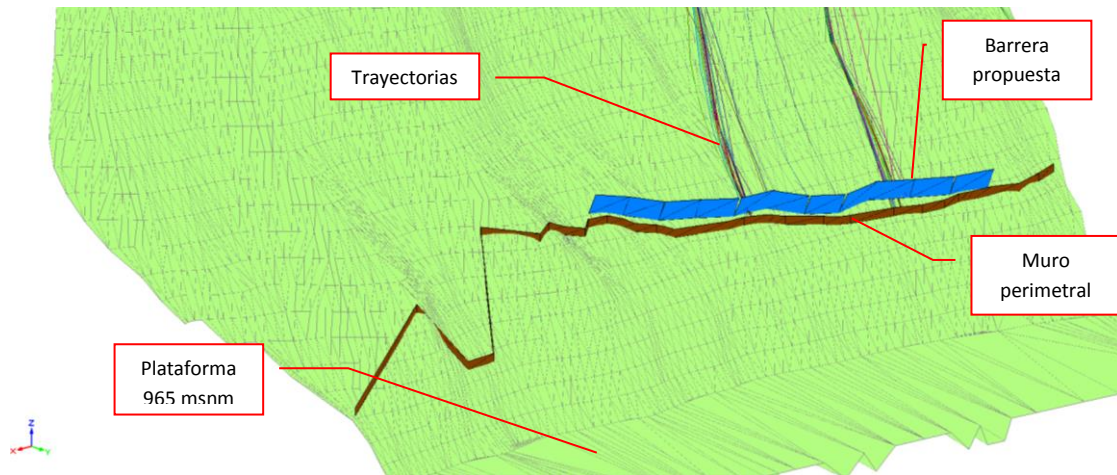 Trayectorias
Barrera
propuesta
Muro
perimetral
Plataforma
965 msnm
Z
X
Y